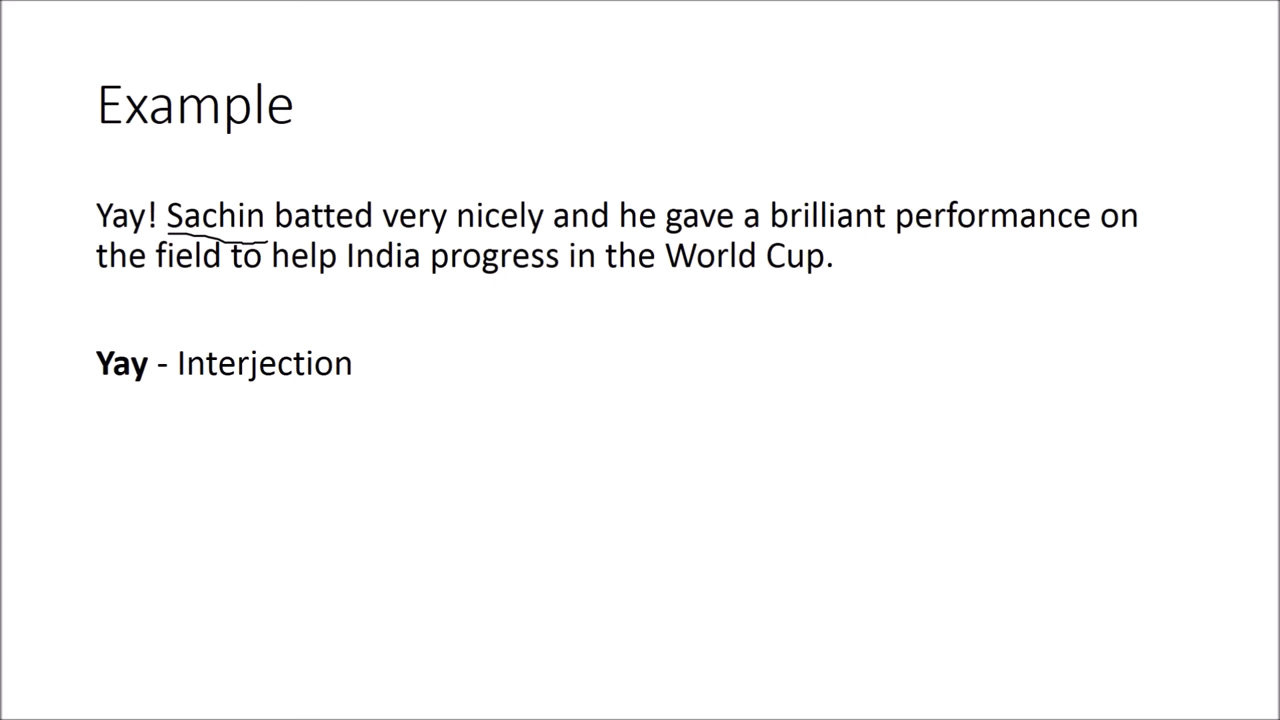 Example
Yay! Sachin batted very nicely and he gave a brilliant performance on
the field to help India progress in the World Cup.
Yay - Interjection